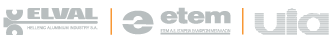 ELVAL
HELLENIC ALUMINIUM INDUSTRY S.A.
etem
uia